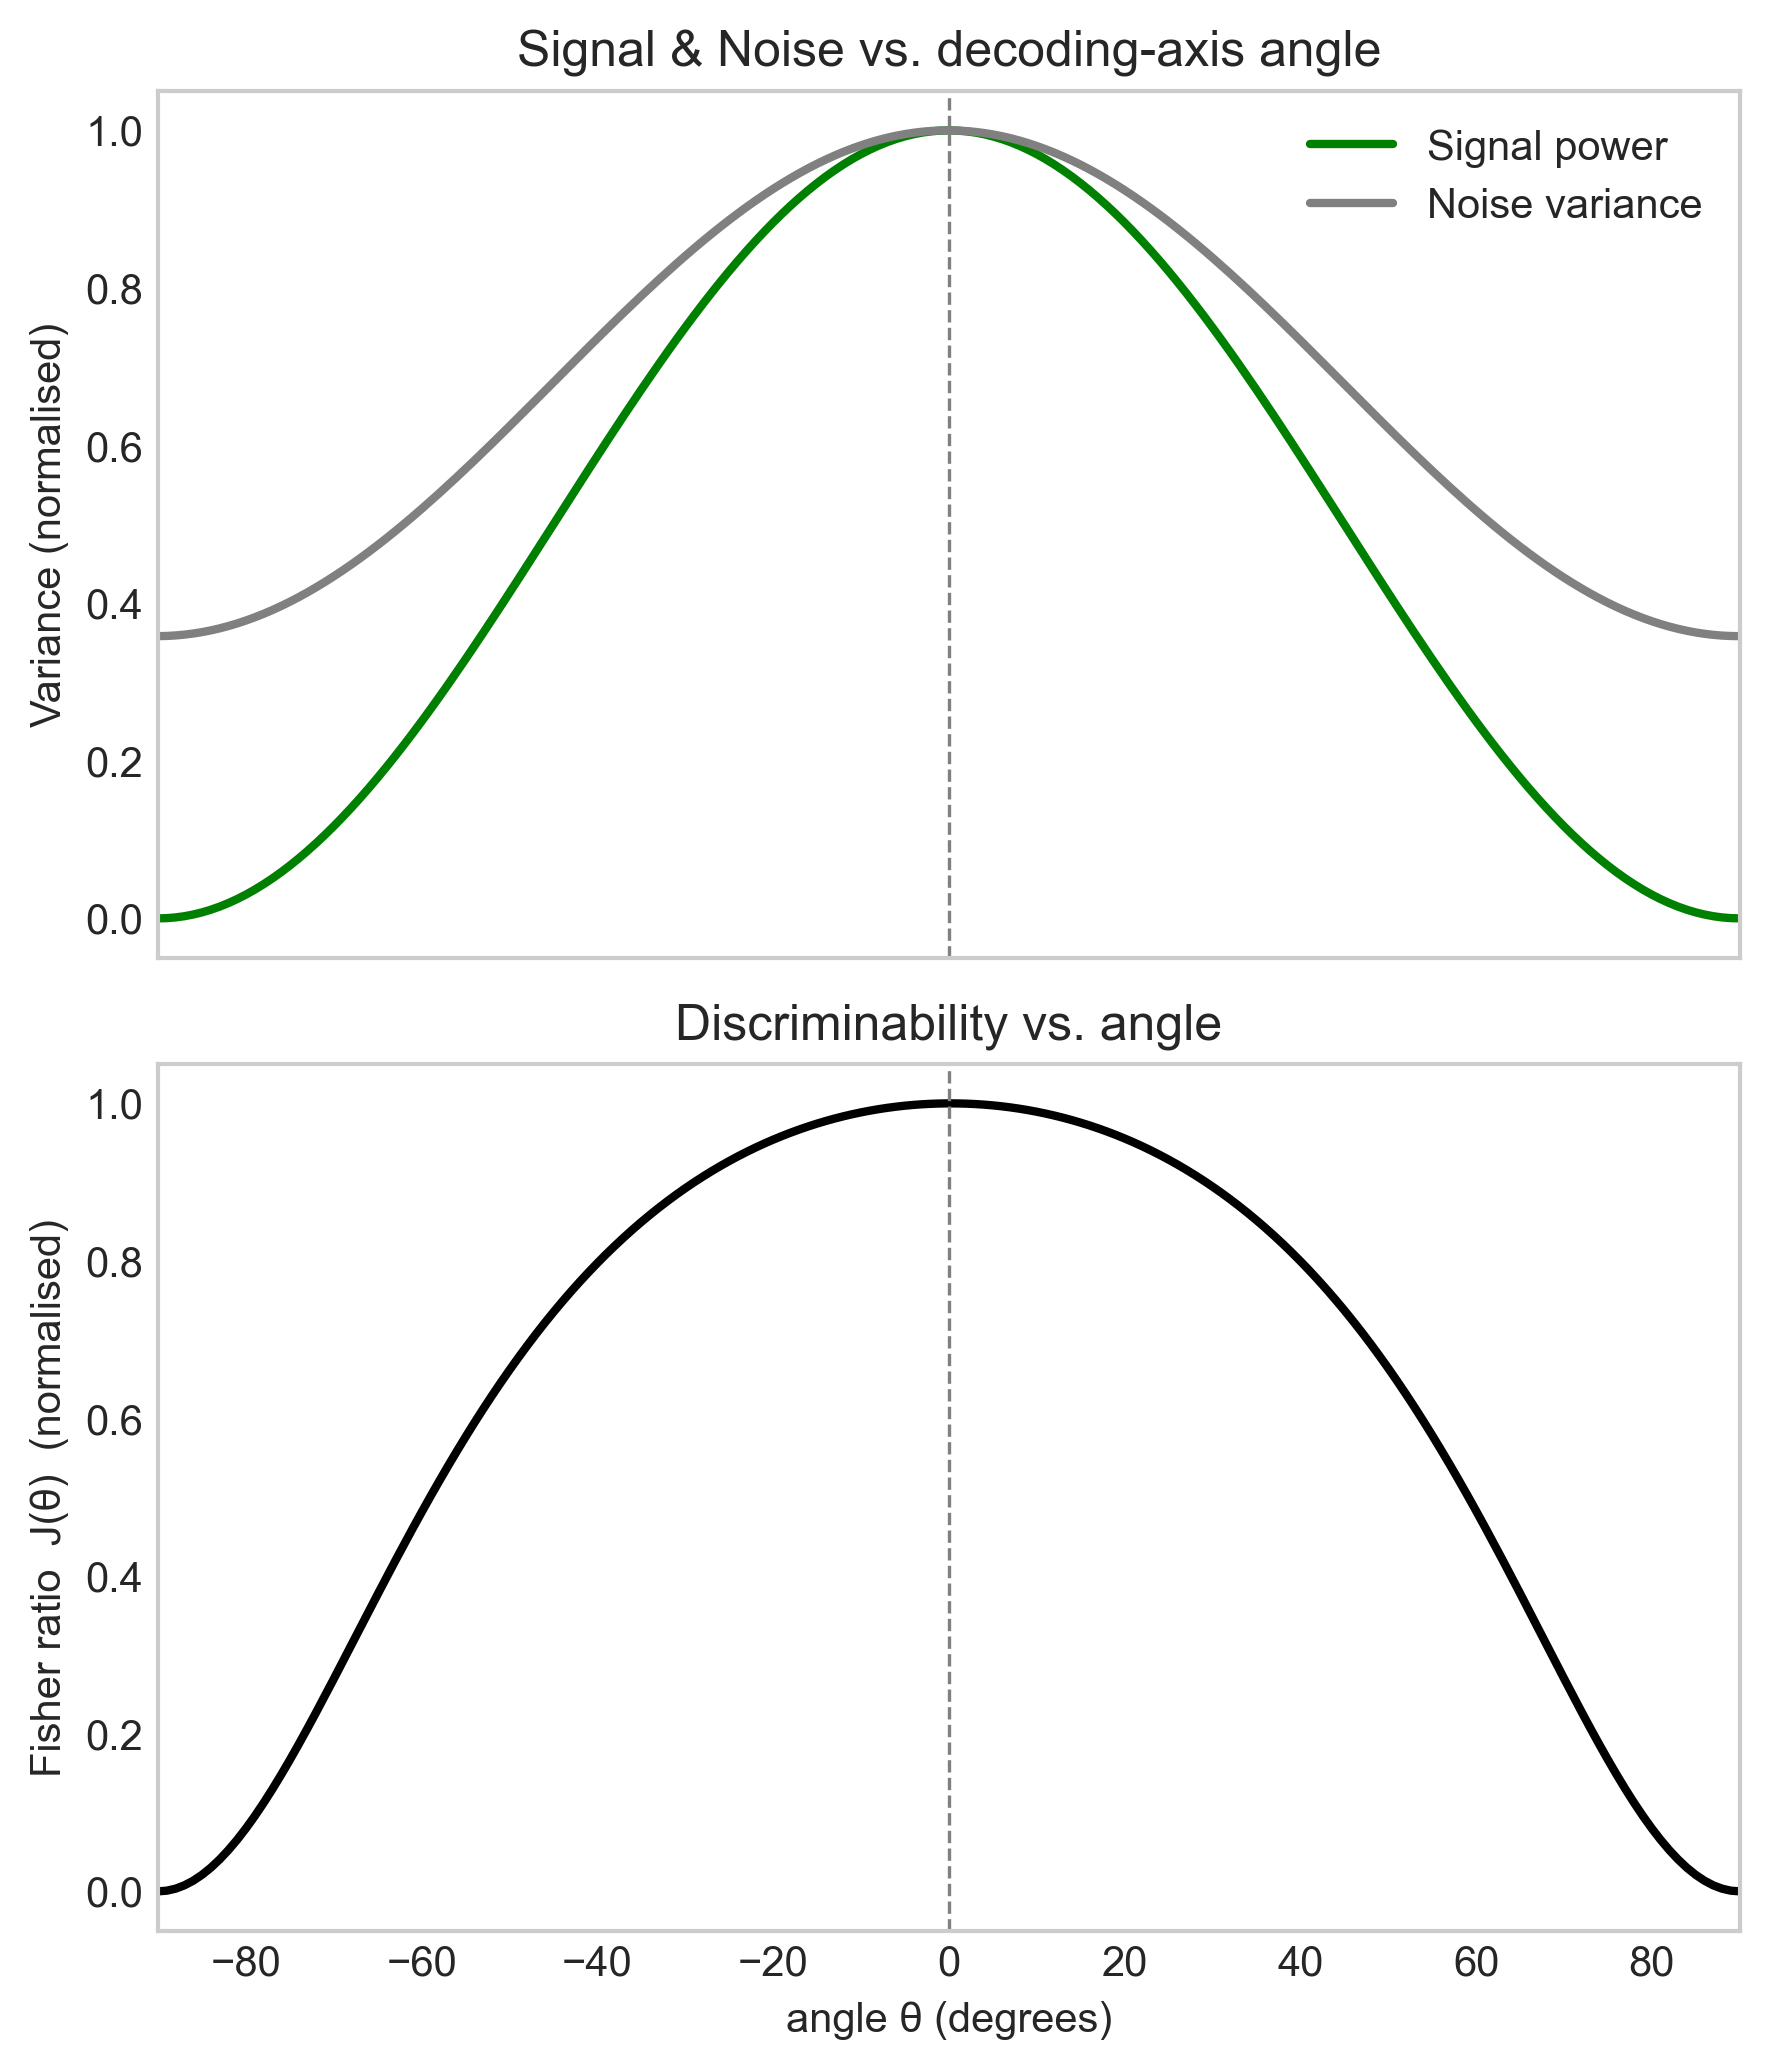 Signal & Noise vs. decoding-axis angle
Variance (normalised)
1.0
0.8
0.6
0.4
0.2
0.0
Signal power
Noise variance
Discriminability vs. angle
Fisher ratio  J(θ)  (normalised)
1.0
0.8
0.6
0.4
0.2
0.0
−80 −60 −40 −20 0 20 40 60 80
angle θ (degrees)